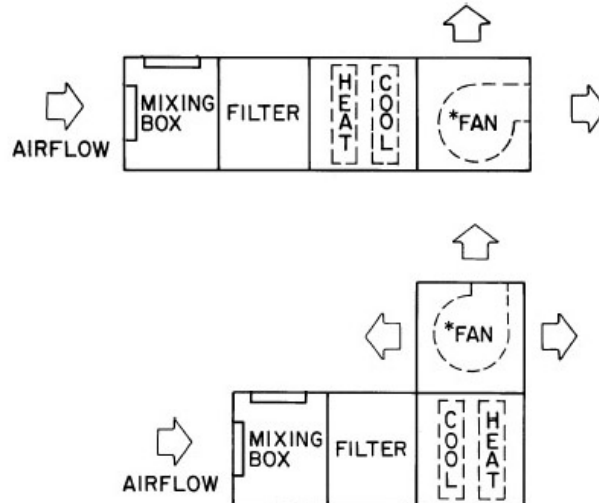 MIXING
BOX
FILTER
HEAT
COOL
*FAN
AIRFLOW
*FAN
MIXING
BOX
FILTER
COOL
HEAT
AIRFLOW